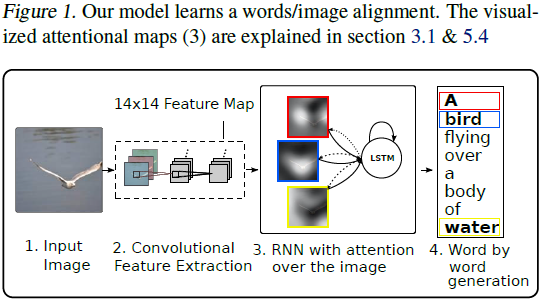 Figure 1. Our model learns a words/image alignment. The visual-
ized attentional maps (3) are explained in section 3.1 & 5.4
14x14 Feature Map
LSTM
A
bird
flying
over
a
body
of
water
1. Input
Image
2. Convolutional
Feature Extraction
3. RNN with attention
over the image
4. Word by
word
generation